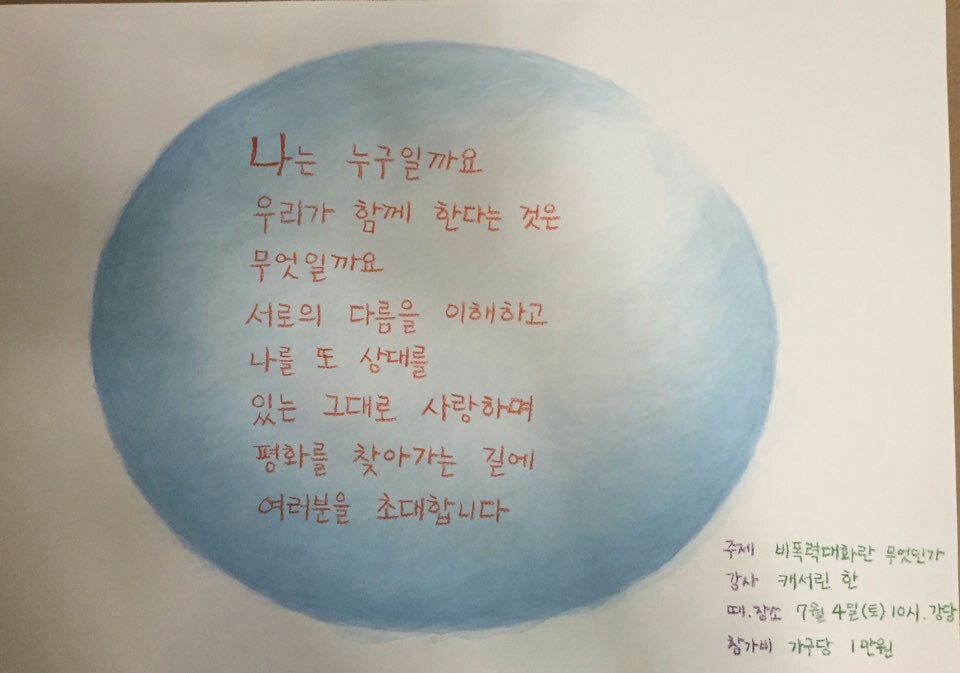 나는 누구일까요
우리가 함께 한다는 것은
무엇일까요
서로의 다름을 이해하고
나를 또 상대를
있는 그대로 사랑하며
평화를 찾아가는 길에
여러분을 초대합니다
주제 비폭력대화란 무엇인가
강사 캐서린 한
때.장소 7월 4일(토) 10시.강당
참가비 가구당 1만원